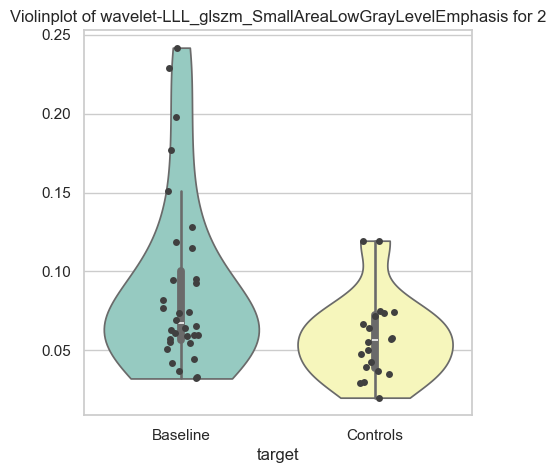 Violinplot of wavelet-LLL_glszm_SmallAreaLowGrayLevelEmphasis for 2
0.25
0.20
0.15
0.10
0.05
Baseline
Controls
target